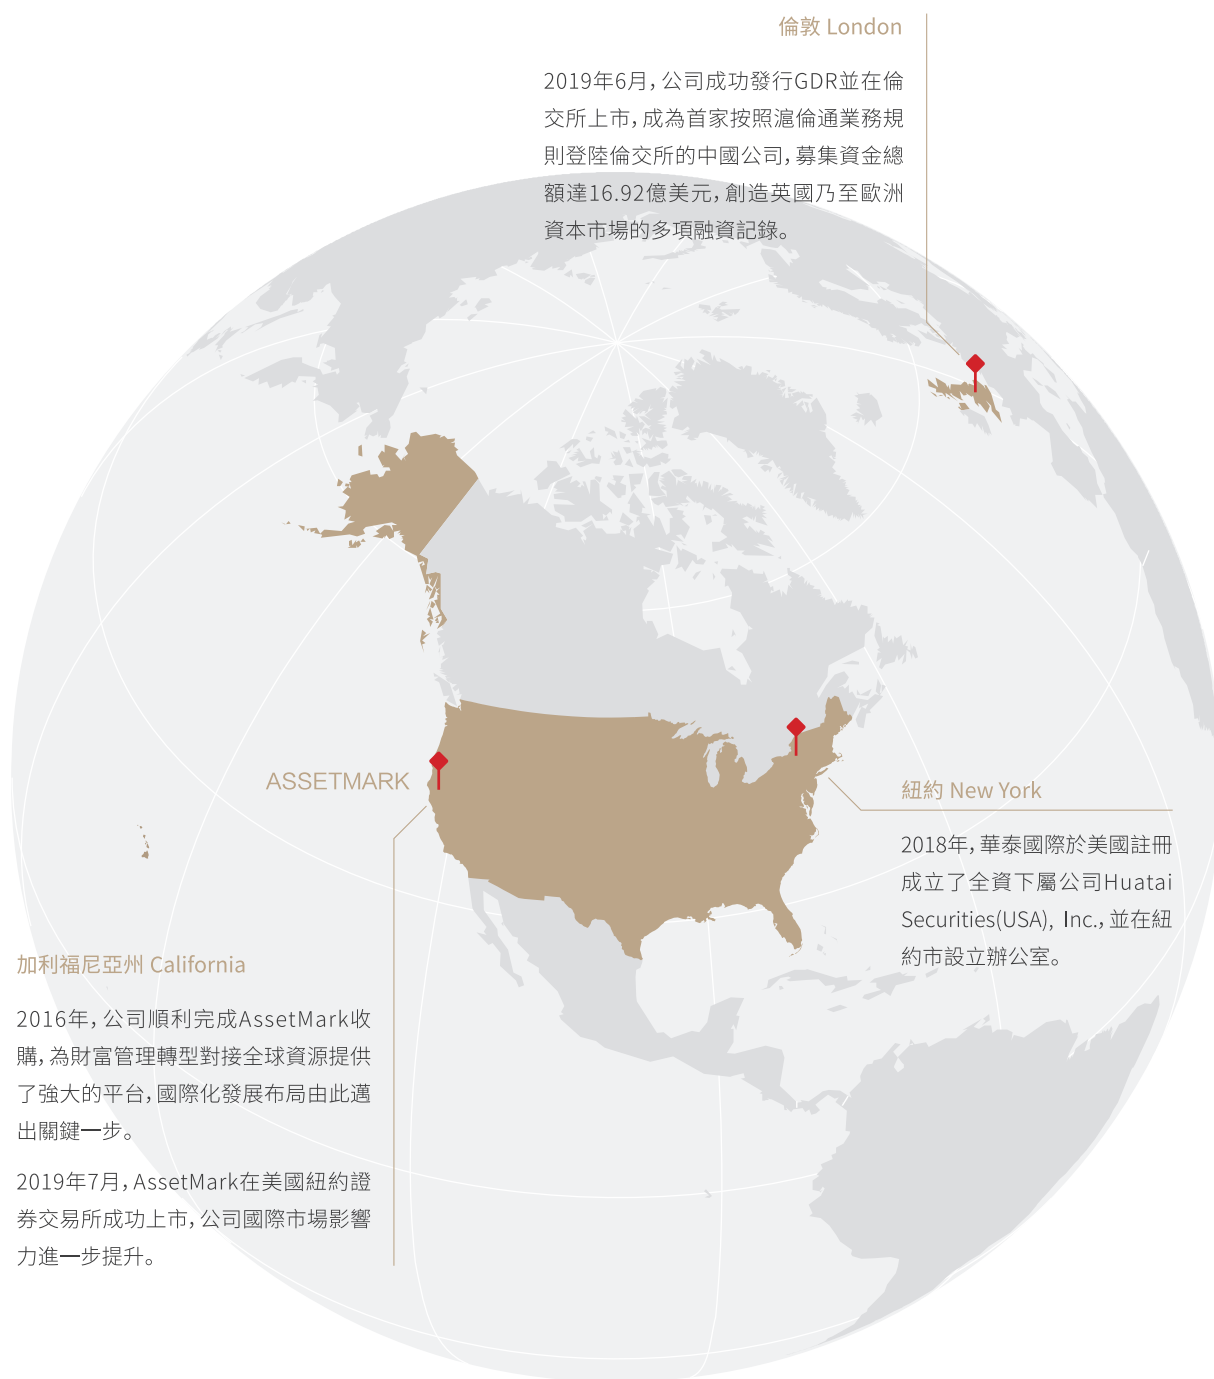 倫敦 London
2019年6月，公司成功發行GDR並在倫
交所上市，成為首家按照滬倫通業務規
則登陸倫交所的中國公司，募集資金總
額達16.92億美元，創造英國乃至歐洲
資本市場的多項融資記錄。
ASSETMARK
紐約 New York
2018年，華泰國際於美國註冊
成立了全資下屬公司Huatai
Securities(USA), Inc.，並在紐
約市設立辦公室。
加利福尼亞州 California
2016年，公司順利完成AssetMark收
購，為財富管理轉型對接全球資源提供
了強大的平台，國際化發展布局由此邁
出關鍵一步。
2019年7月，AssetMark在美國紐約證
券交易所成功上市，公司國際市場影響
力進一步提升。